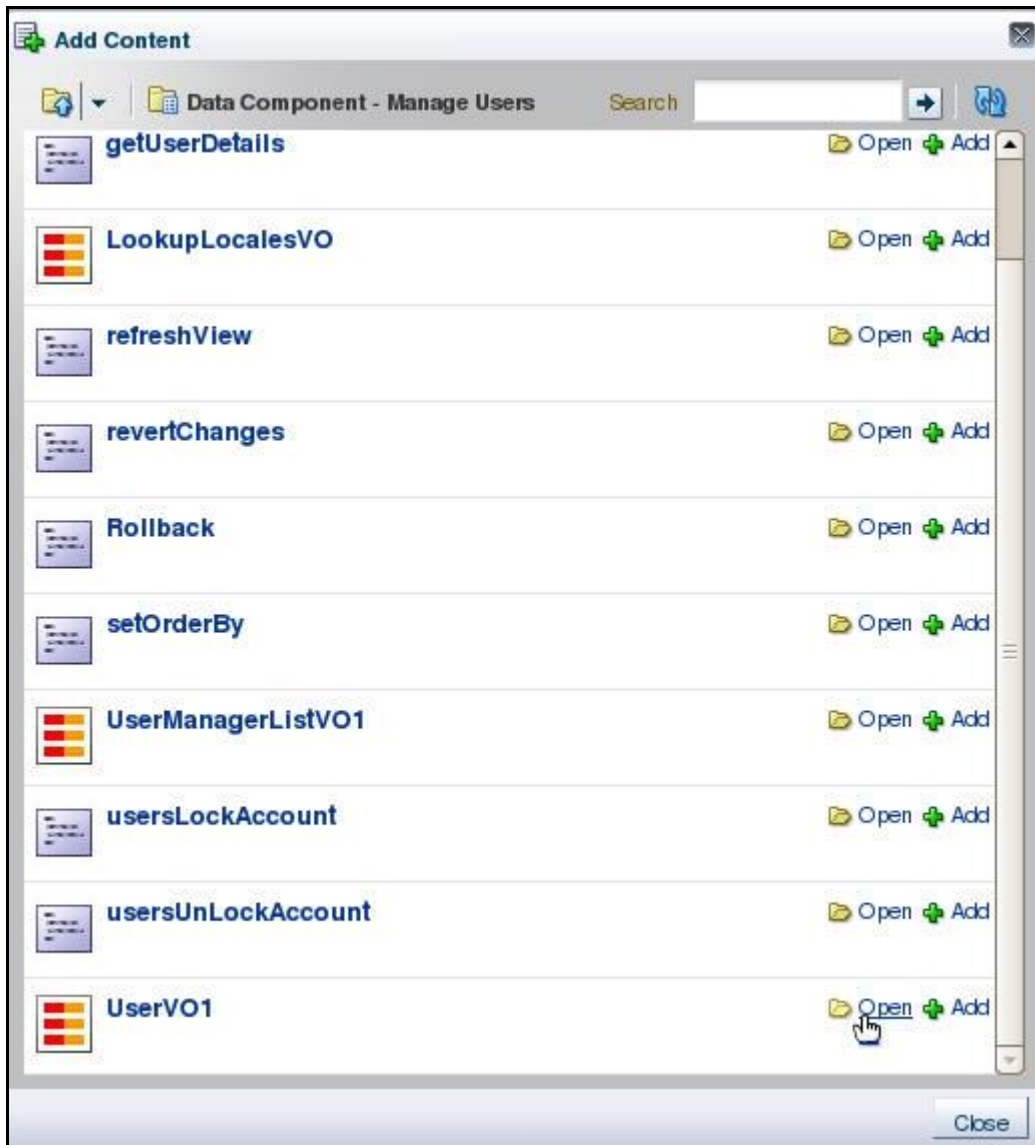 Add Content
Data Component - Manage Users Search
getUserDetails Open Add
LookupLocalesVO Open Add
refreshView Open Add
revertChanges Open Add
Rollback Open Add
setOrderBy Open Add
UserManagerListVO1 Open Add
usersLockAccount Open Add
usersUnLockAccount Open Add
UserVO1 Open Add
Close